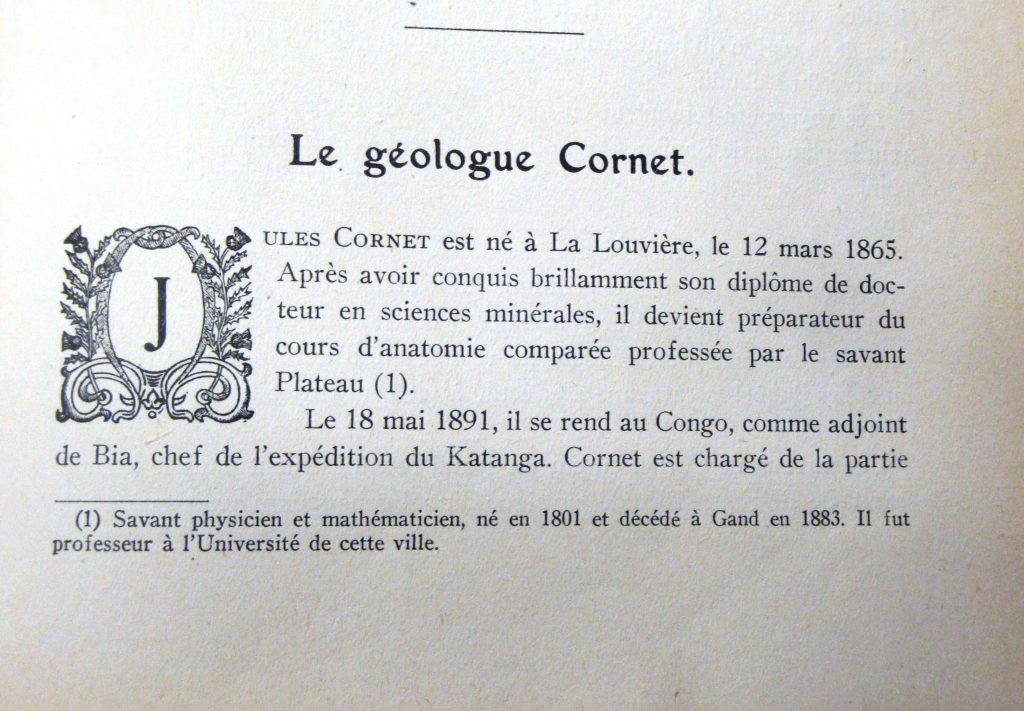 Le géologue Cornet.
JULES CORNET est né à La Louvière, le 12 mars 1865.
Après avoir conquis brillamment son diplôme de doc-
teur en sciences minérales, il devient préparateur du
cours d'anatomie comparée professée par le savant
Plateau (1).
Le 18 mai 1891, il se rend au Congo, comme adjoint
de Bia, chef de l'expédition du Katanga. Cornet est chargé de la partie
(1) Savant physicien et mathématicien, né en 1801 et décédé à Gand en 1883. Il fut
professeur à l'Université de cette ville.